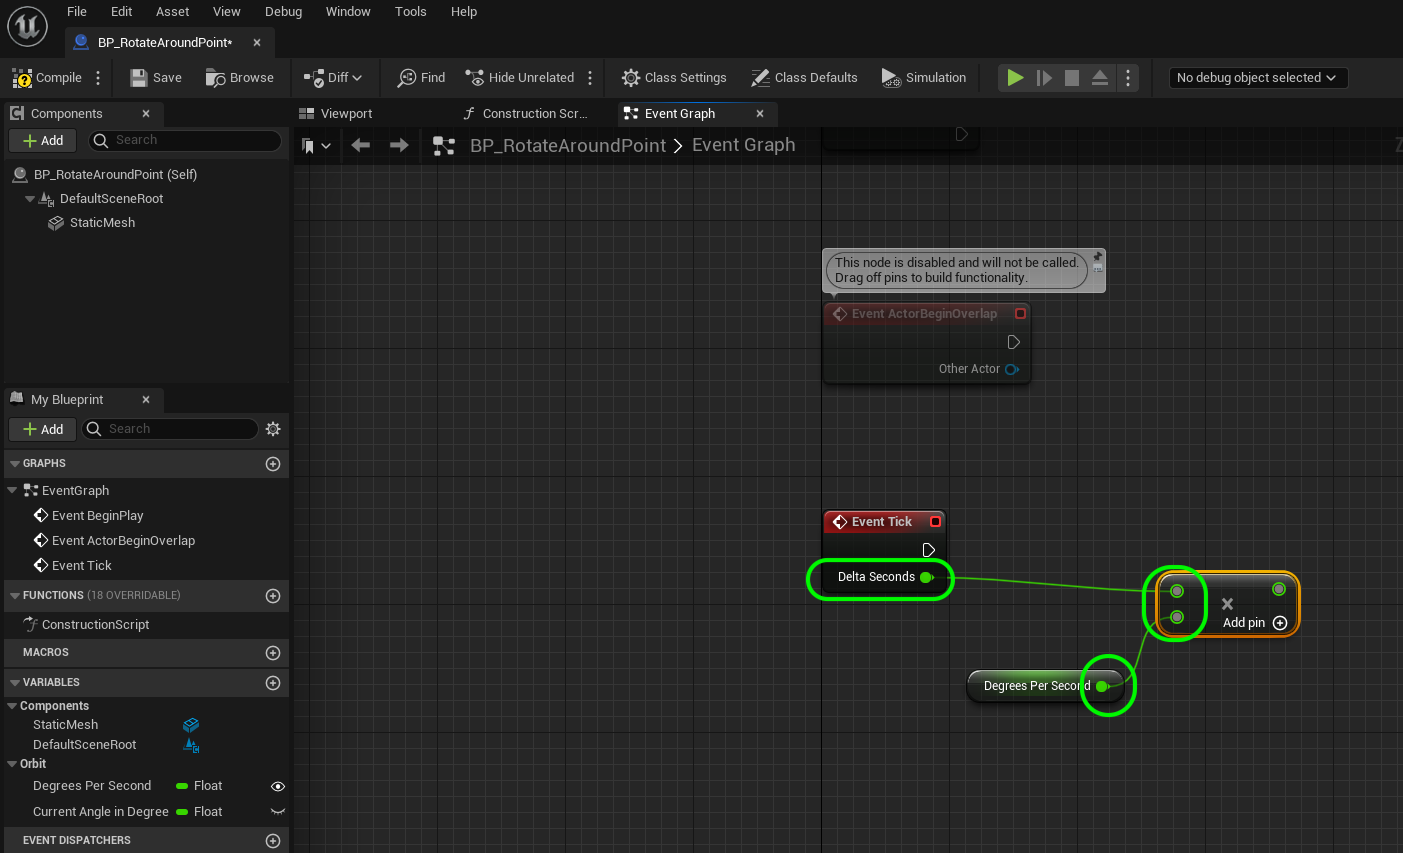 File Edit Asset View Debug Window Tools Help
BP_RotateAroundPoint*
Compile Save Browse Diff Find Hide Unrelated Class Settings Class Defaults Simulation No debug object selected
Components
Viewport Construction Scr... Event Graph
Add Search
BP_RotateAroundPoint > Event Graph
BP_RotateAroundPoint (Self)
DefaultSceneRoot
StaticMesh
This node is disabled and will not be called.
Drag off pins to build functionality.
Event ActorBeginOverlap
Other Actor
My Blueprint
Add Search
GRAPHS
EventGraph
Event BeginPlay
Event ActorBeginOverlap
Event Tick
FUNCTIONS (18 OVERRIDABLE)
ConstructionScript
MACROS
VARIABLES
Components
StaticMesh
DefaultSceneRoot
Orbit
Degrees Per Second Float
Current Angle in Degree Float
EVENT DISPATCHERS
Event Tick
Delta Seconds
Add pin
Degrees Per Second